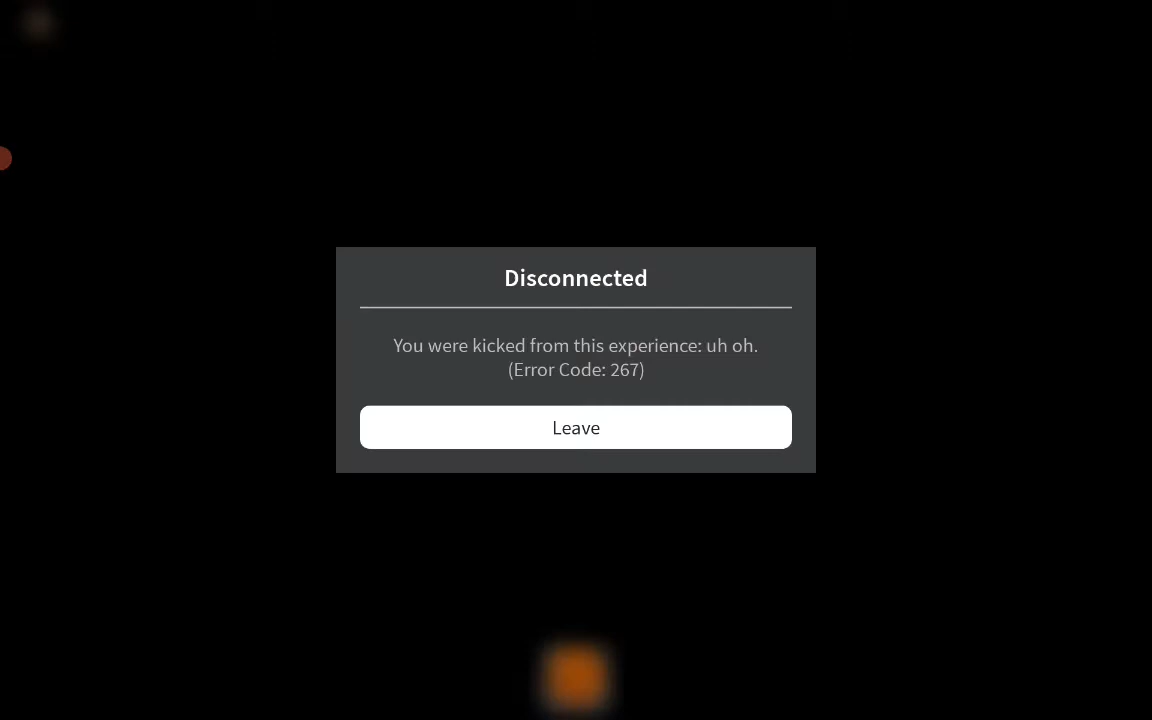 Disconnected
You were kicked from this experience: uh oh.
(Error Code: 267)
Leave